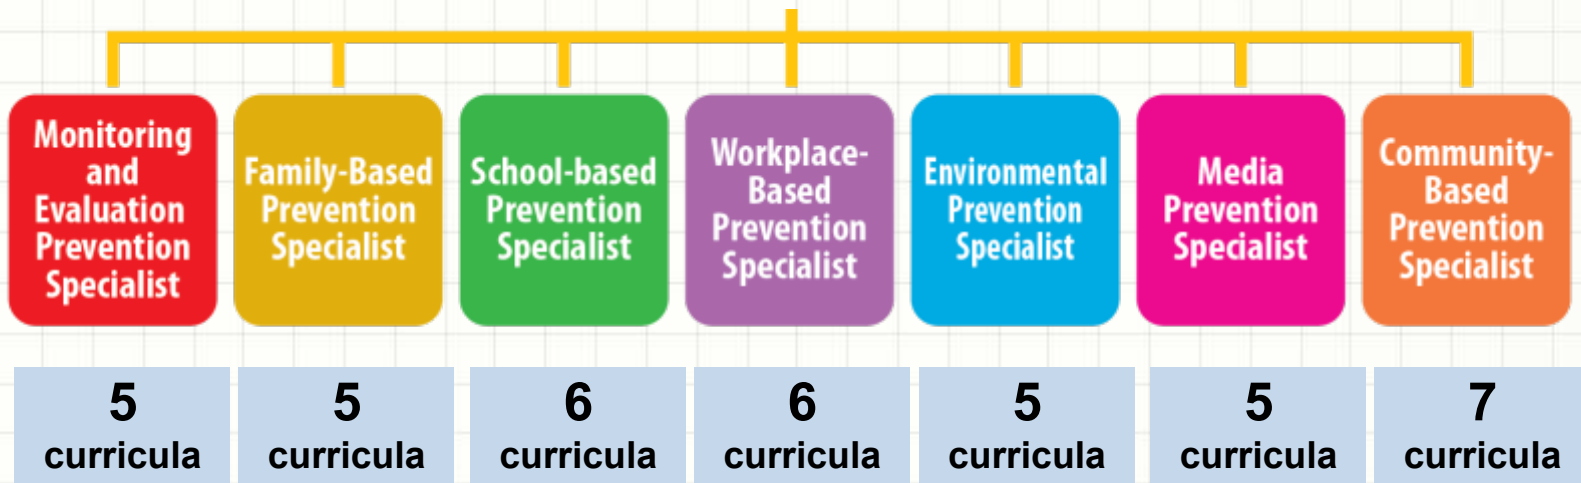 Monitoring
and
Evaluation
Prevention
Specialist
Family-Based
Prevention
Specialist
School-based
Prevention
Specialist
Workplace-
Based
Prevention
Specialist
Environmental
Prevention
Specialist
Media
Prevention
Specialist
Community-
Based
Prevention
Specialist
5
curricula
5
curricula
6
curricula
6
curricula
5
curricula
5
curricula
7
curricula